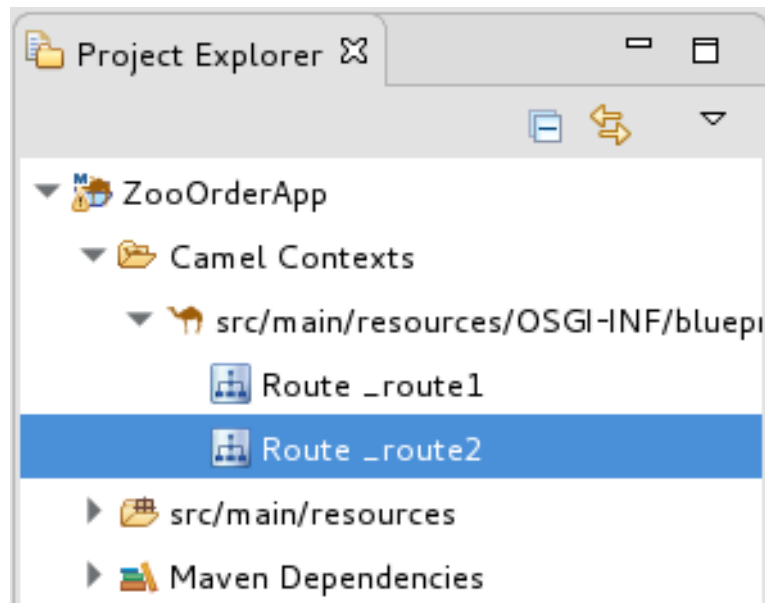 Project Explorer
ZooOrderApp
Camel Contexts
src/main/resources/OSGI-INF/bluepr
Route _route1
Route _route2
src/main/resources
Maven Dependencies